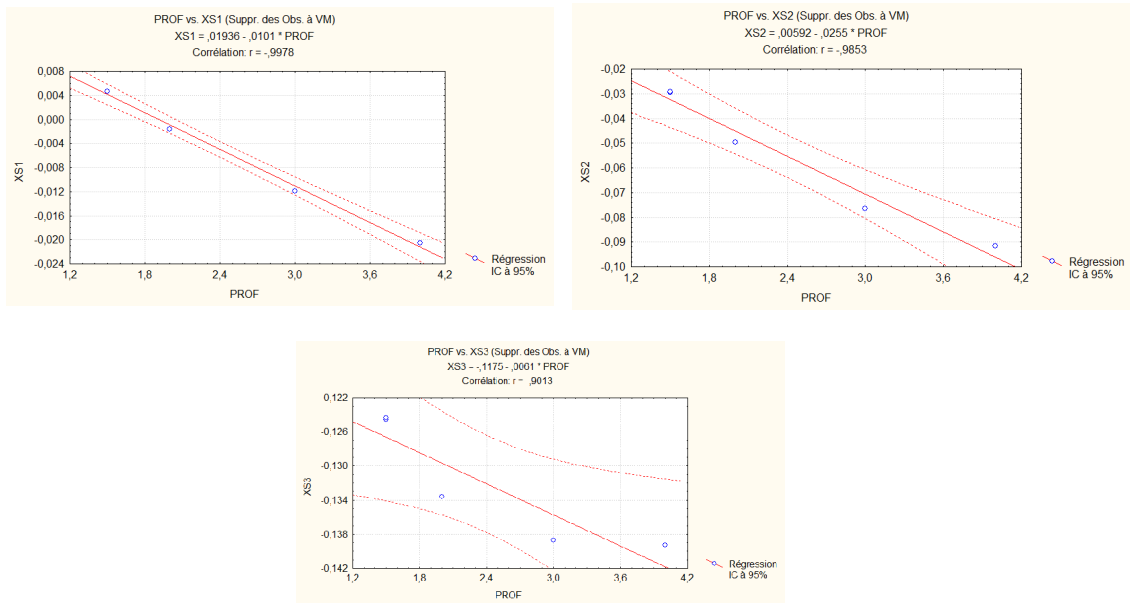 PROF vs. XS1 (Suppr. des Obs. à VM)
XS1 = ,01936 - ,0101 * PROF
Corrélation: r = -,9978
0,008
0,004
0,000
-0,004
-0,008
-0,012
-0,016
-0,020
-0,024
XS1
1,2 1,8 2,4 3,0 3,6 4,2
PROF
Régression
IC à 95%
PROF vs. XS2 (Suppr. des Obs. à VM)
XS2 = ,00592 - ,0255 * PROF
Corrélation: r = -,9853
-0,02
-0,03
-0,04
-0,05
-0,06
-0,07
-0,08
-0,09
-0,10
XS2
1,2 1,8 2,4 3,0 3,6 4,2
PROF
Régression
IC à 95%
PROF vs. XS3 (Suppr. des Obs. à VM)
XS3 = -,1175 - ,0061 * PROF
Corrélation: r = ,9013
0,122
-0,126
-0,130
-0,134
-0,138
-0,142
XS3
1,2 1,8 2,4 3,0 3,6 4,2
PROF
Régression
IC à 95%